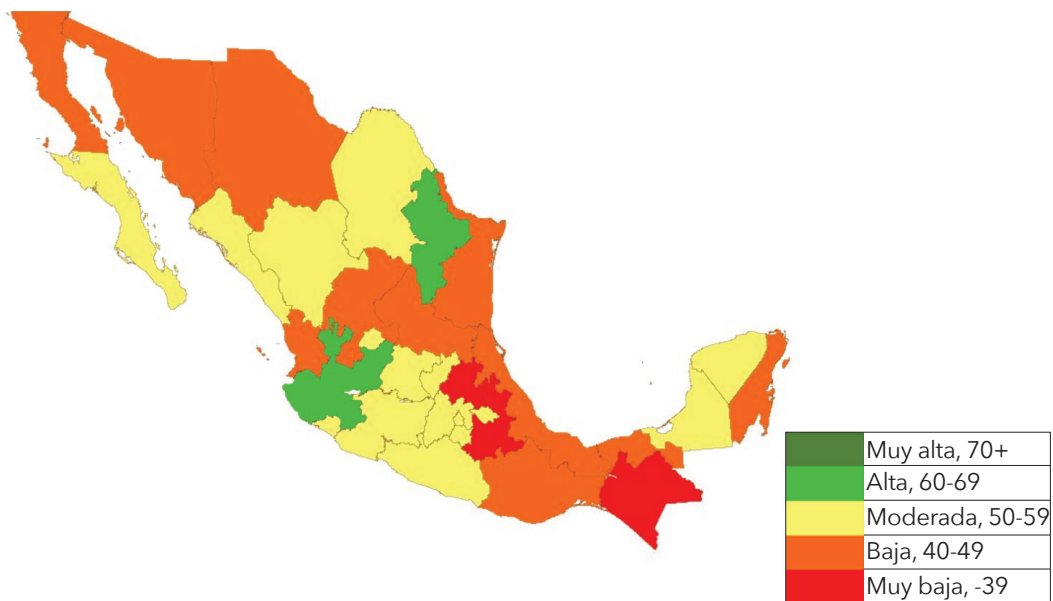 Muy alta, 70+
Alta, 60-69
Moderada, 50-59
Baja, 40-49
Muy baja, -39